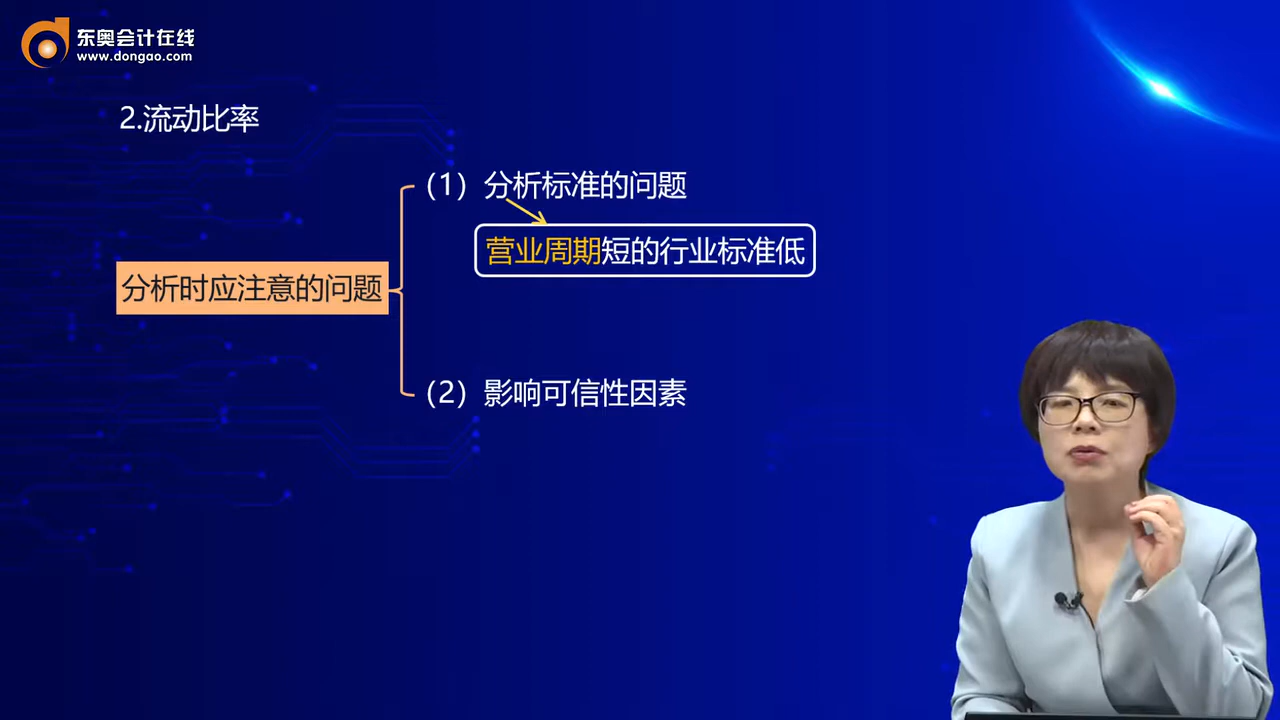 东奥会计在线
www.dongao.com
2.流动比率
（1）分析标准的问题
营业周期短的行业标准低
分析时应注意的问题
（2）影响可信性因素